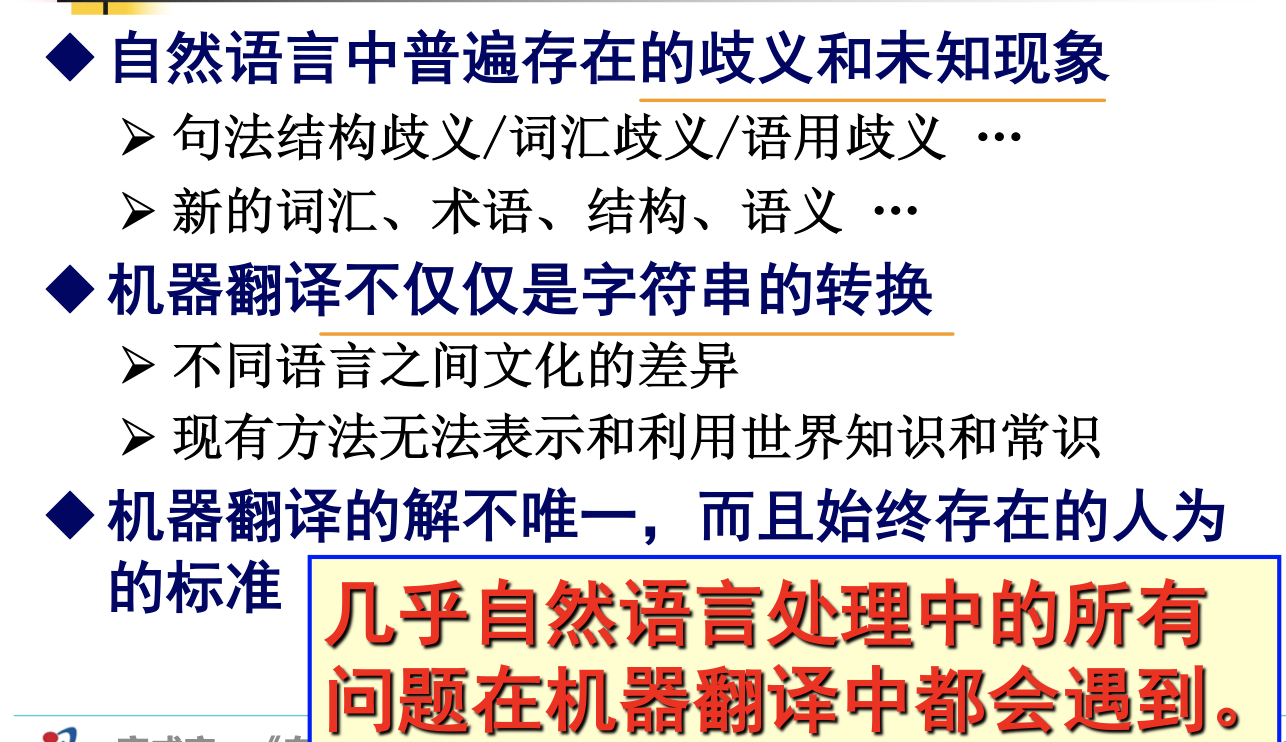 ◆自然语言中普遍存在的歧义和未知现象
➢ 句法结构歧义/词汇歧义/语用歧义 …
➢ 新的词汇、术语、结构、语义 …
◆机器翻译不仅仅是字符串的转换
➢ 不同语言之间文化的差异
➢ 现有方法无法表示和利用世界知识和常识
◆机器翻译的解不唯一，而且始终存在的人为
的标准
几乎自然语言处理中的所有
问题在机器翻译中都会遇到。